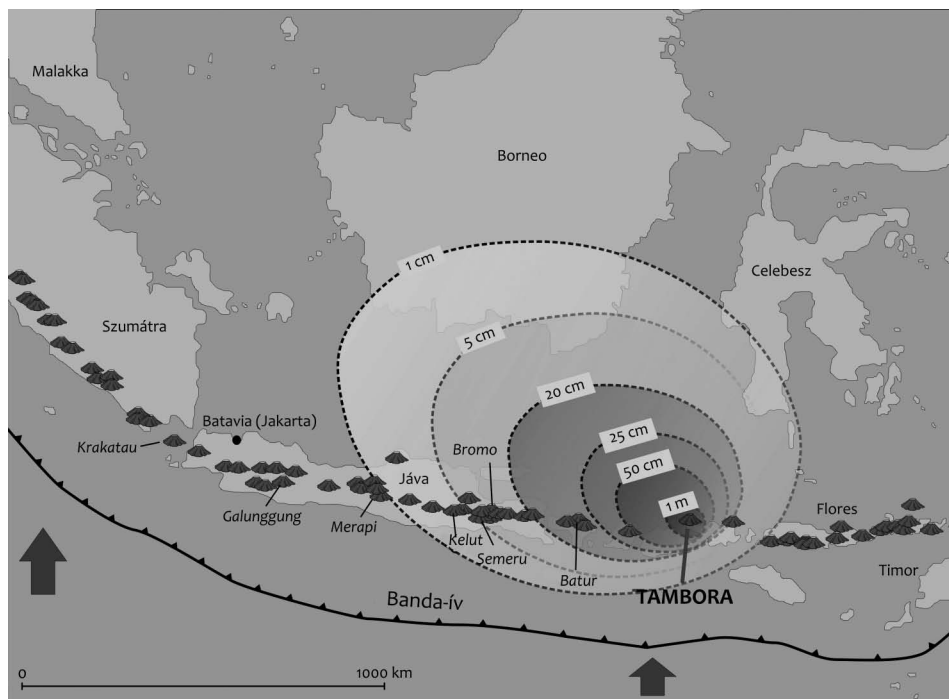 Malakka
Borneo
1 cm
Celebesz
Szumátra
5 cm
20 cm
Batavia (Jakarta)
25 cm
Krakatau
Bromo
50 cm
Jáva
1 m
Galunggung
Flores
Merapi
Kelut
Semeru
Batur
Timor
TAMBORA
Banda-ív
0
1000 km